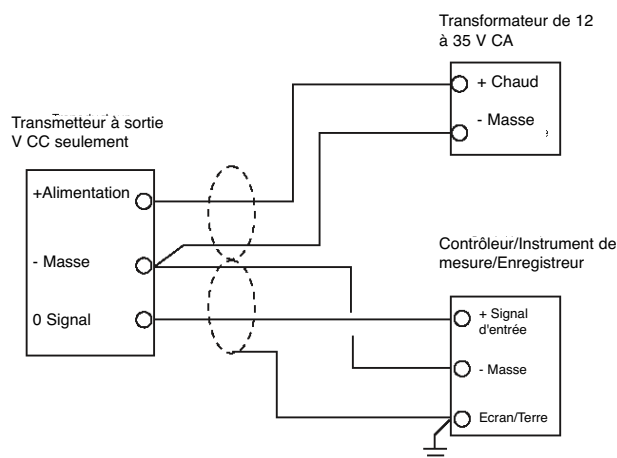 Transformateur de 12
à 35 V CA
+ Chaud
- Masse
Transmetteur à sortie
V CC seulement
+Alimentation
- Masse
0 Signal
Contrôleur/Instrument de
mesure/Enregistreur
+ Signal
d'entrée
- Masse
Ecran/Terre